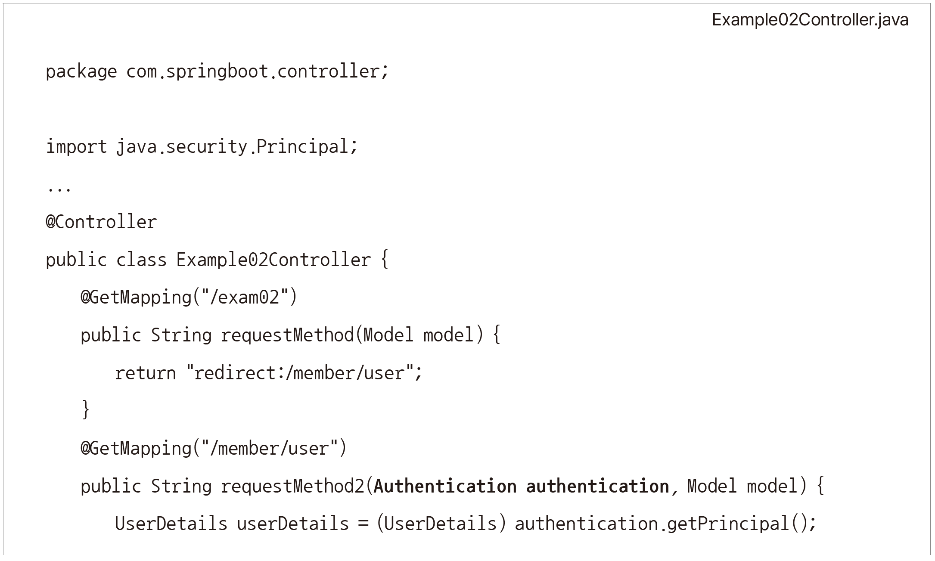 Example02Controller.java
package com.springboot.controller;
import java.security.Principal;
...
@Controller
public class Example02Controller {
@GetMapping("/exam02")
public String requestMethod(Model model) {
return "redirect:/member/user";
}
@GetMapping("/member/user")
public String requestMethod2(Authentication authentication, Model model) {
UserDetails userDetails = (UserDetails) authentication.getPrincipal();